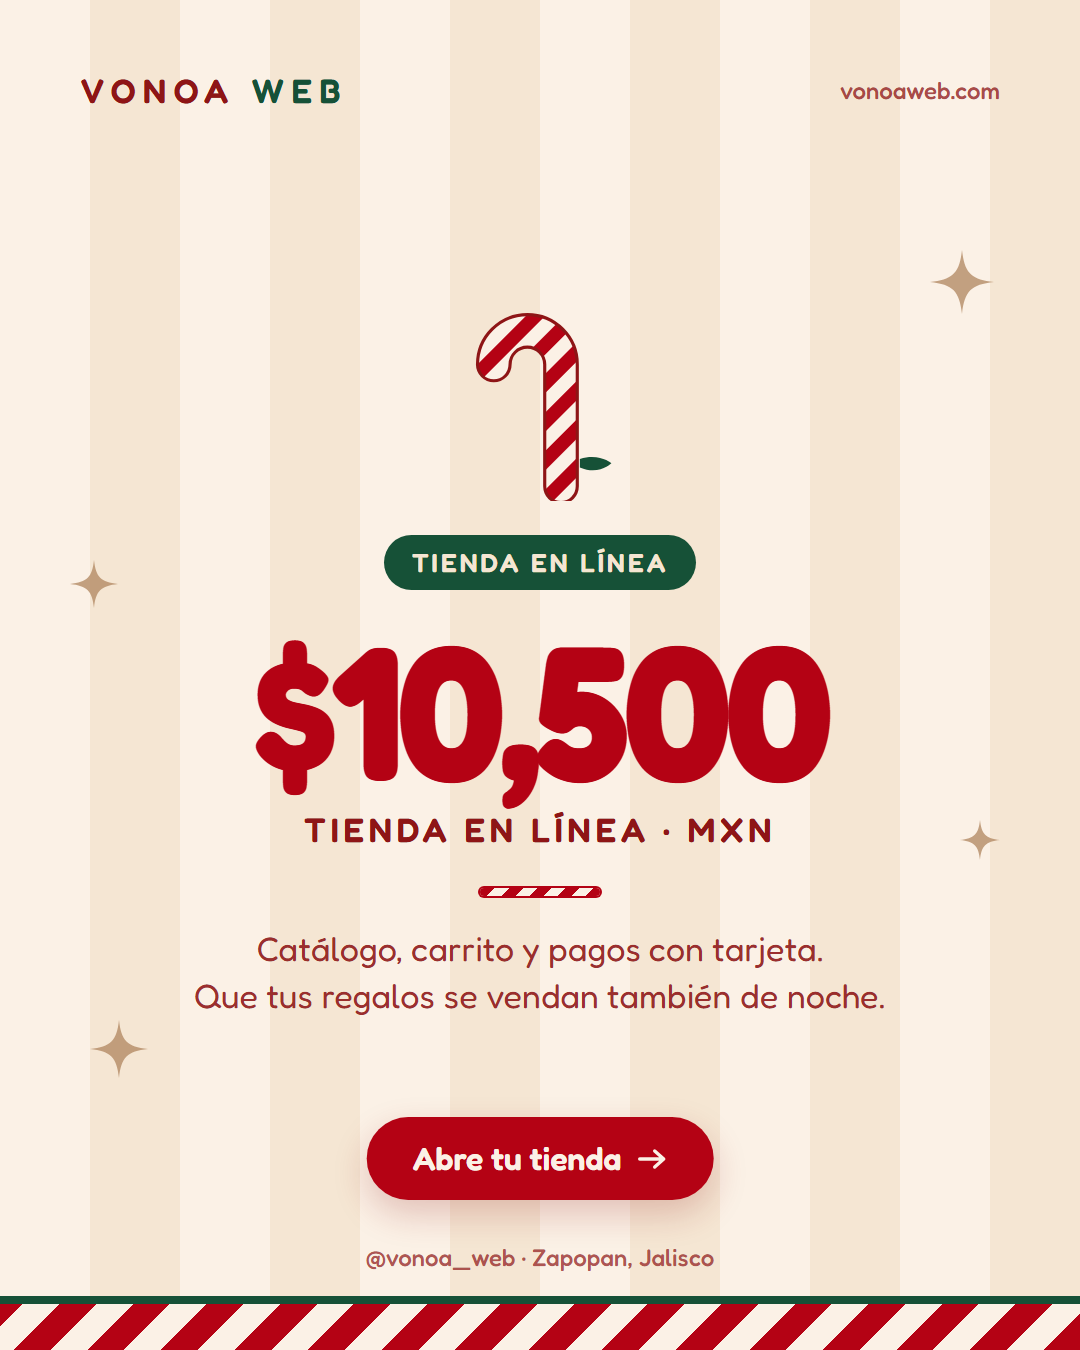 VONOA WEB
vonoaweb.com
TIENDA EN LÍNEA
$10,500
TIENDA EN LÍNEA · MXN
Catálogo, carrito y pagos con tarjeta.
Que tus regalos se vendan también de noche.
Abre tu tienda →
@vonoa__web · Zapopan, Jalisco